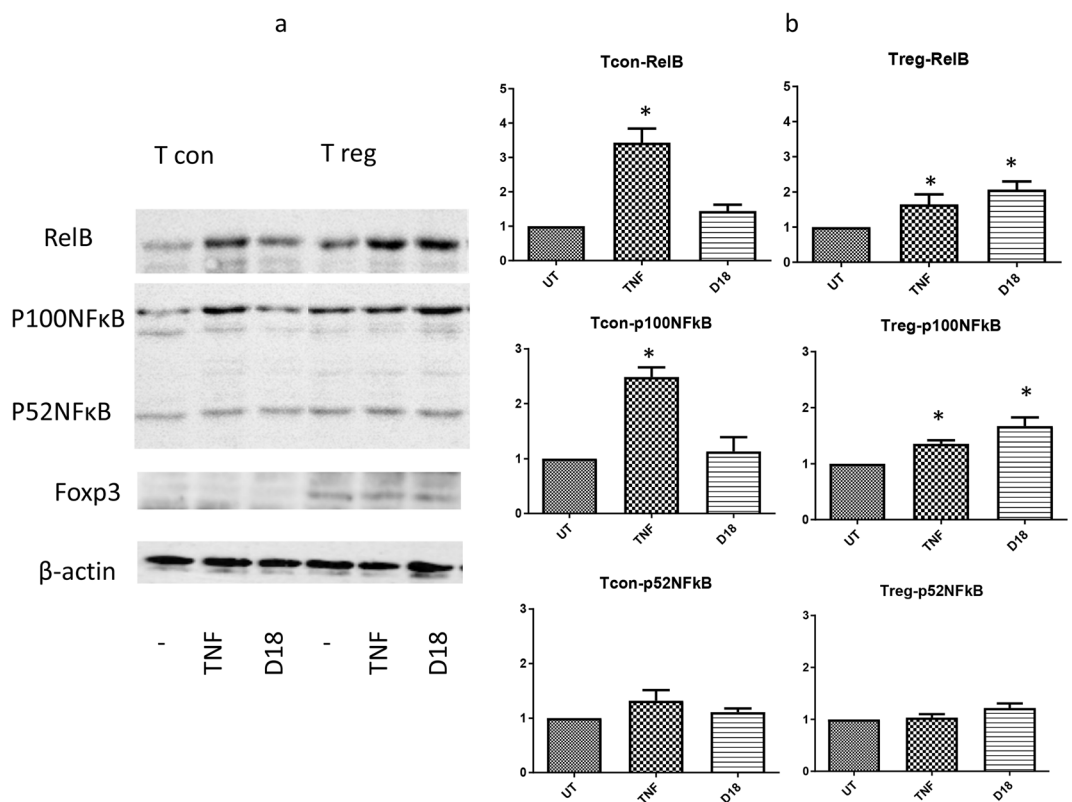 a
T con
T reg
RelB
P100NFκB
P52NFκB
Foxp3
β-actin
-
TNF
D18
-
TNF
D18
b
Tcon-RelB
5
4
3
2
1
0
*
UT
TNF
D18
Treg-RelB
5
4
3
2
1
0
*
*
UT
TNF
D18
Tcon-p100NFkB
3
2
1
0
*
UT
TNF
D18
Treg-p100NFkB
3
2
1
0
*
*
UT
TNF
D18
Tcon-p52NFkB
3
2
1
0
UT
TNF
D18
Treg-p52NFkB
3
2
1
0
UT
TNF
D18